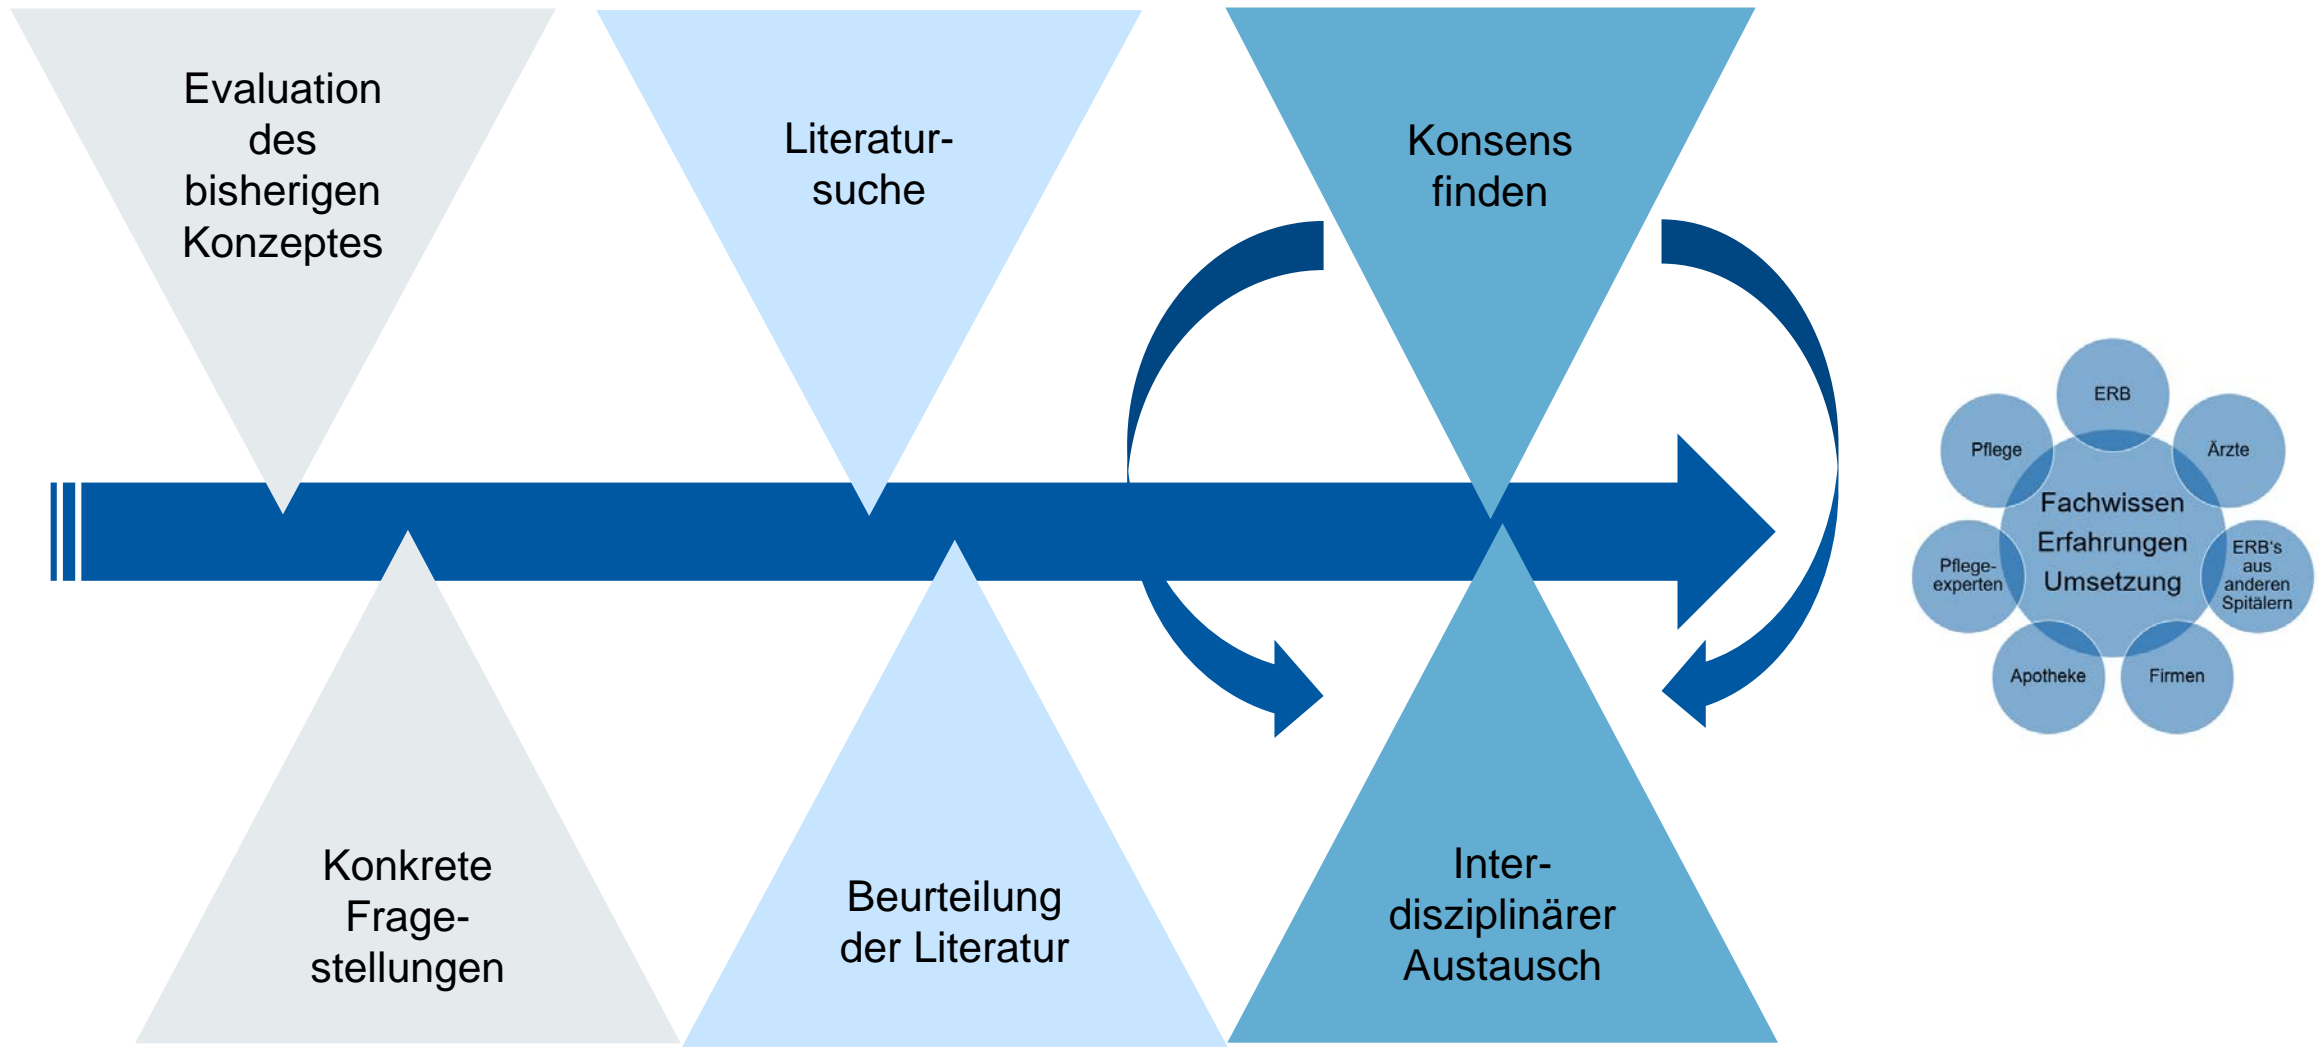 Evaluation
des
bisherigen
Konzeptes
Literatur-
suche
Konsens
finden
Konkrete
Frage-
stellungen
Beurteilung
der Literatur
Inter-
disziplinärer
Austausch
ERB
Ärzte
ERB's
aus
anderen
Spitälern
Firmen
Apotheke
Pflege-
experten
Pflege
Fachwissen
Erfahrungen
Umsetzung